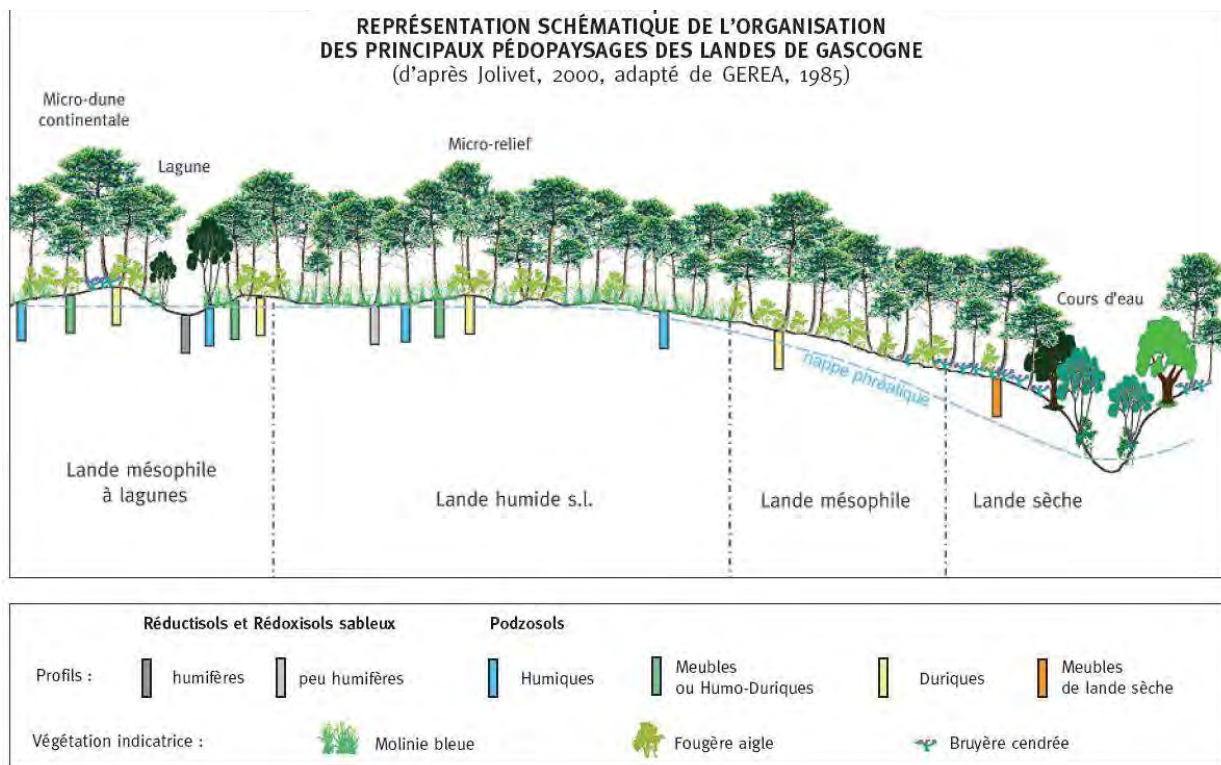 REPRÉSENTATION SCHÉMATIQUE DE L'ORGANISATION
DES PRINCIPAUX PÉDOPAYSAGES DES LANDES DE GASCOGNE
(d'après Jolivet, 2000, adapté de GEREA, 1985)
Micro-dune
continentale
Lagune
Micro-relief
Cours d'eau
nappe phréatique
Lande mésophile
à lagunes
Lande humide s.l.
Lande mésophile
Lande sèche
Réductisols et Rédoxisols sableux
Podzosols
Profils :
humifères
peu humifères
Humiques
Meubles
ou Humo-Duriques
Duriques
Meubles
de lande sèche
Végétation indicatrice :
Molinie bleue
Fougère aigle
Bruyère cendrée